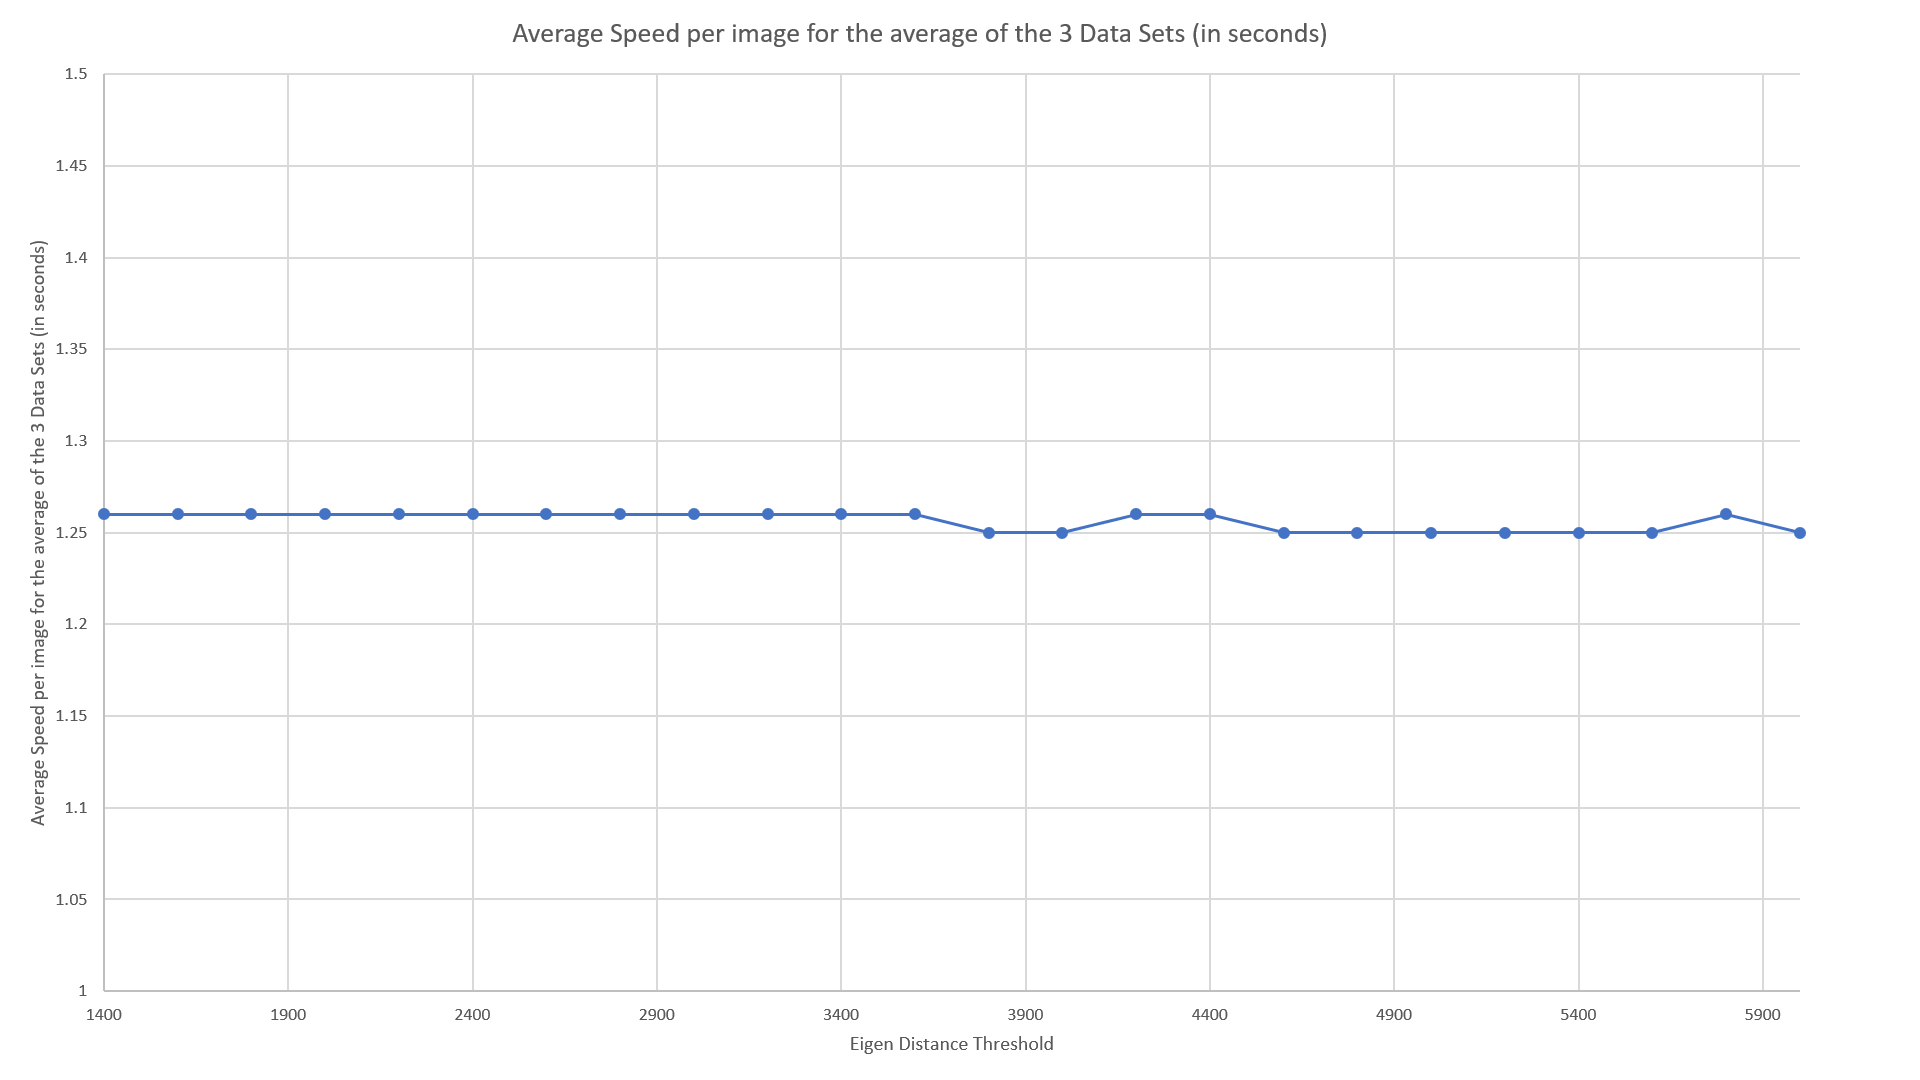 Average Speed per image for the average of the 3 Data Sets (in seconds)
Average Speed per image for the average of the 3 Data Sets (in seconds)
1.5
1.45
1.4
1.35
1.3
1.25
1.2
1.15
1.1
1.05
1
1400 1900 2400 2900 3400 3900 4400 4900 5400 5900
Eigen Distance Threshold